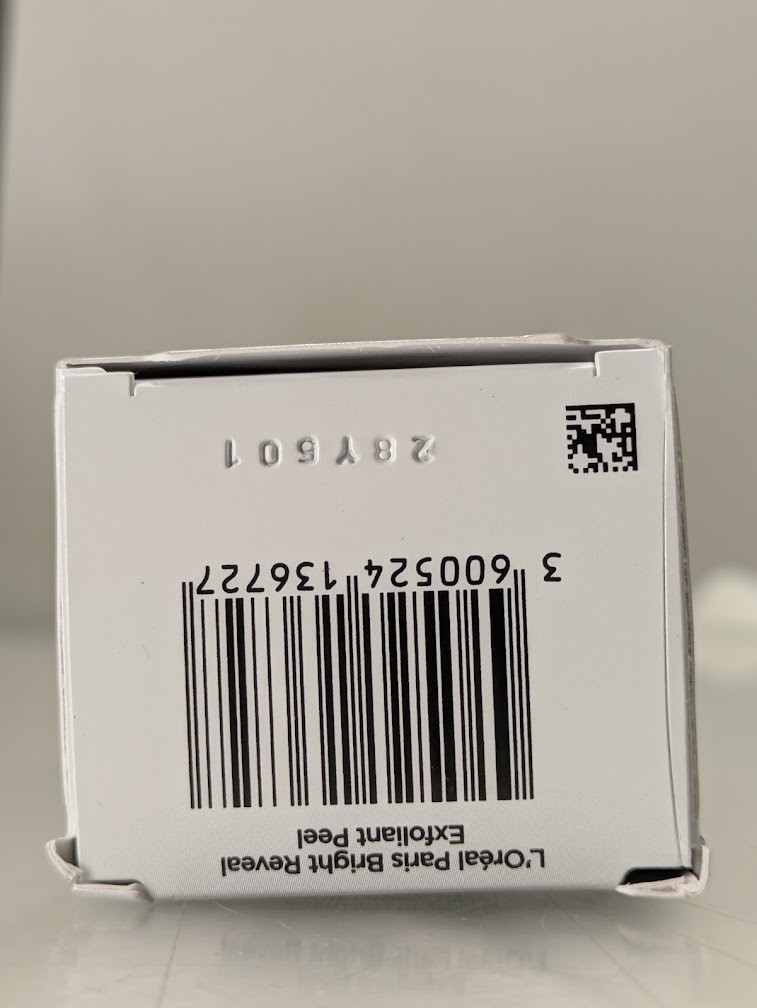 L'Oréal Paris Bright Reveal
Exfoliant Peel
3 600524 136727
28Y501